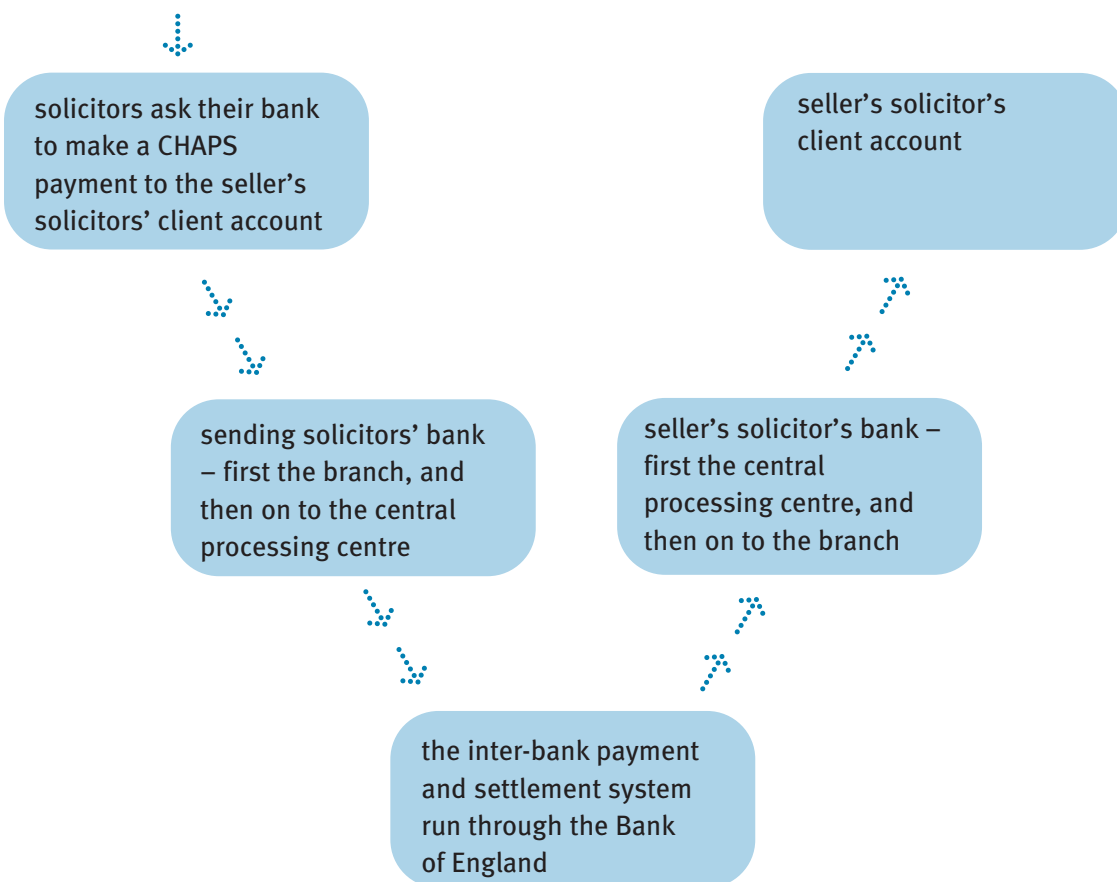 solicitors ask their bank
to make a CHAPS
payment to the seller’s
solicitors’ client account
sending solicitors’ bank
– first the branch, and
then on to the central
processing centre
the inter-bank payment
and settlement system
run through the Bank
of England
seller’s solicitor’s bank –
first the central
processing centre, and
then on to the branch
seller’s solicitor’s
client account